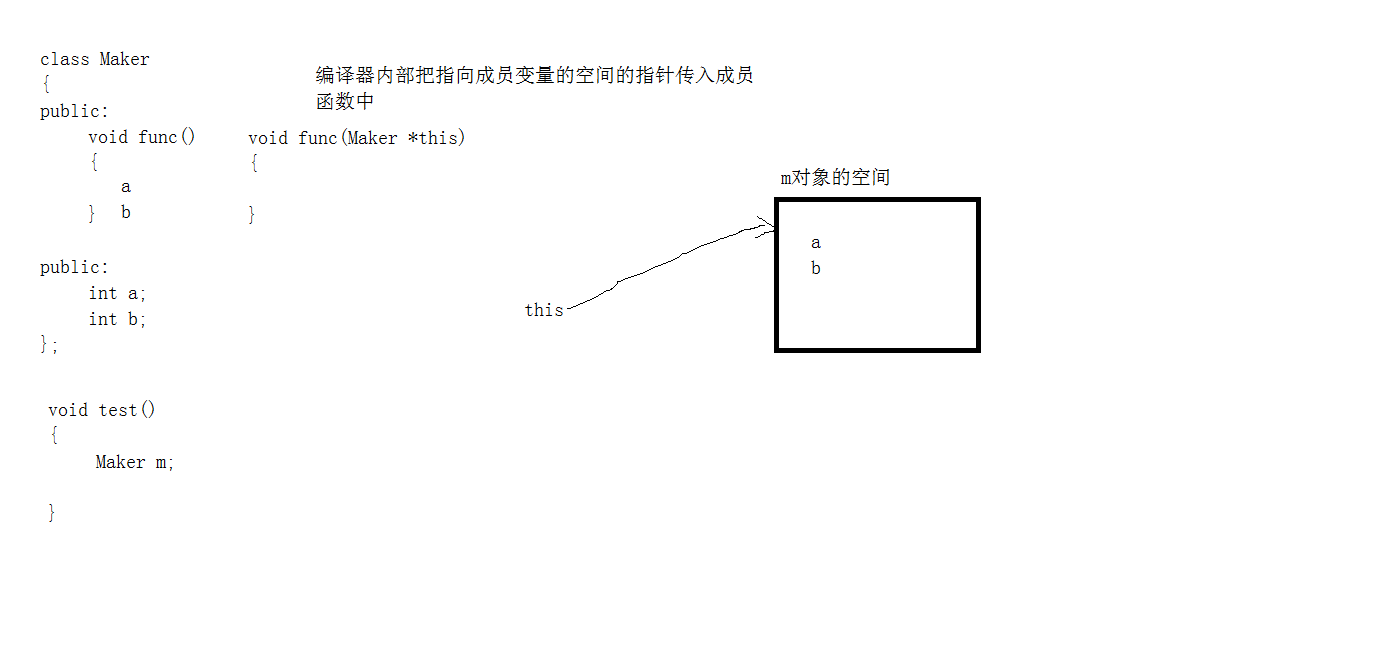 class Maker
{
public:
void func()
{
a
} b
public:
int a;
int b;
};
void test()
{
Maker m;
}
编译器内部把指向成员变量的空间的指针传入成员
函数中
void func(Maker *this)
{
}
this
m对象的空间
a
b